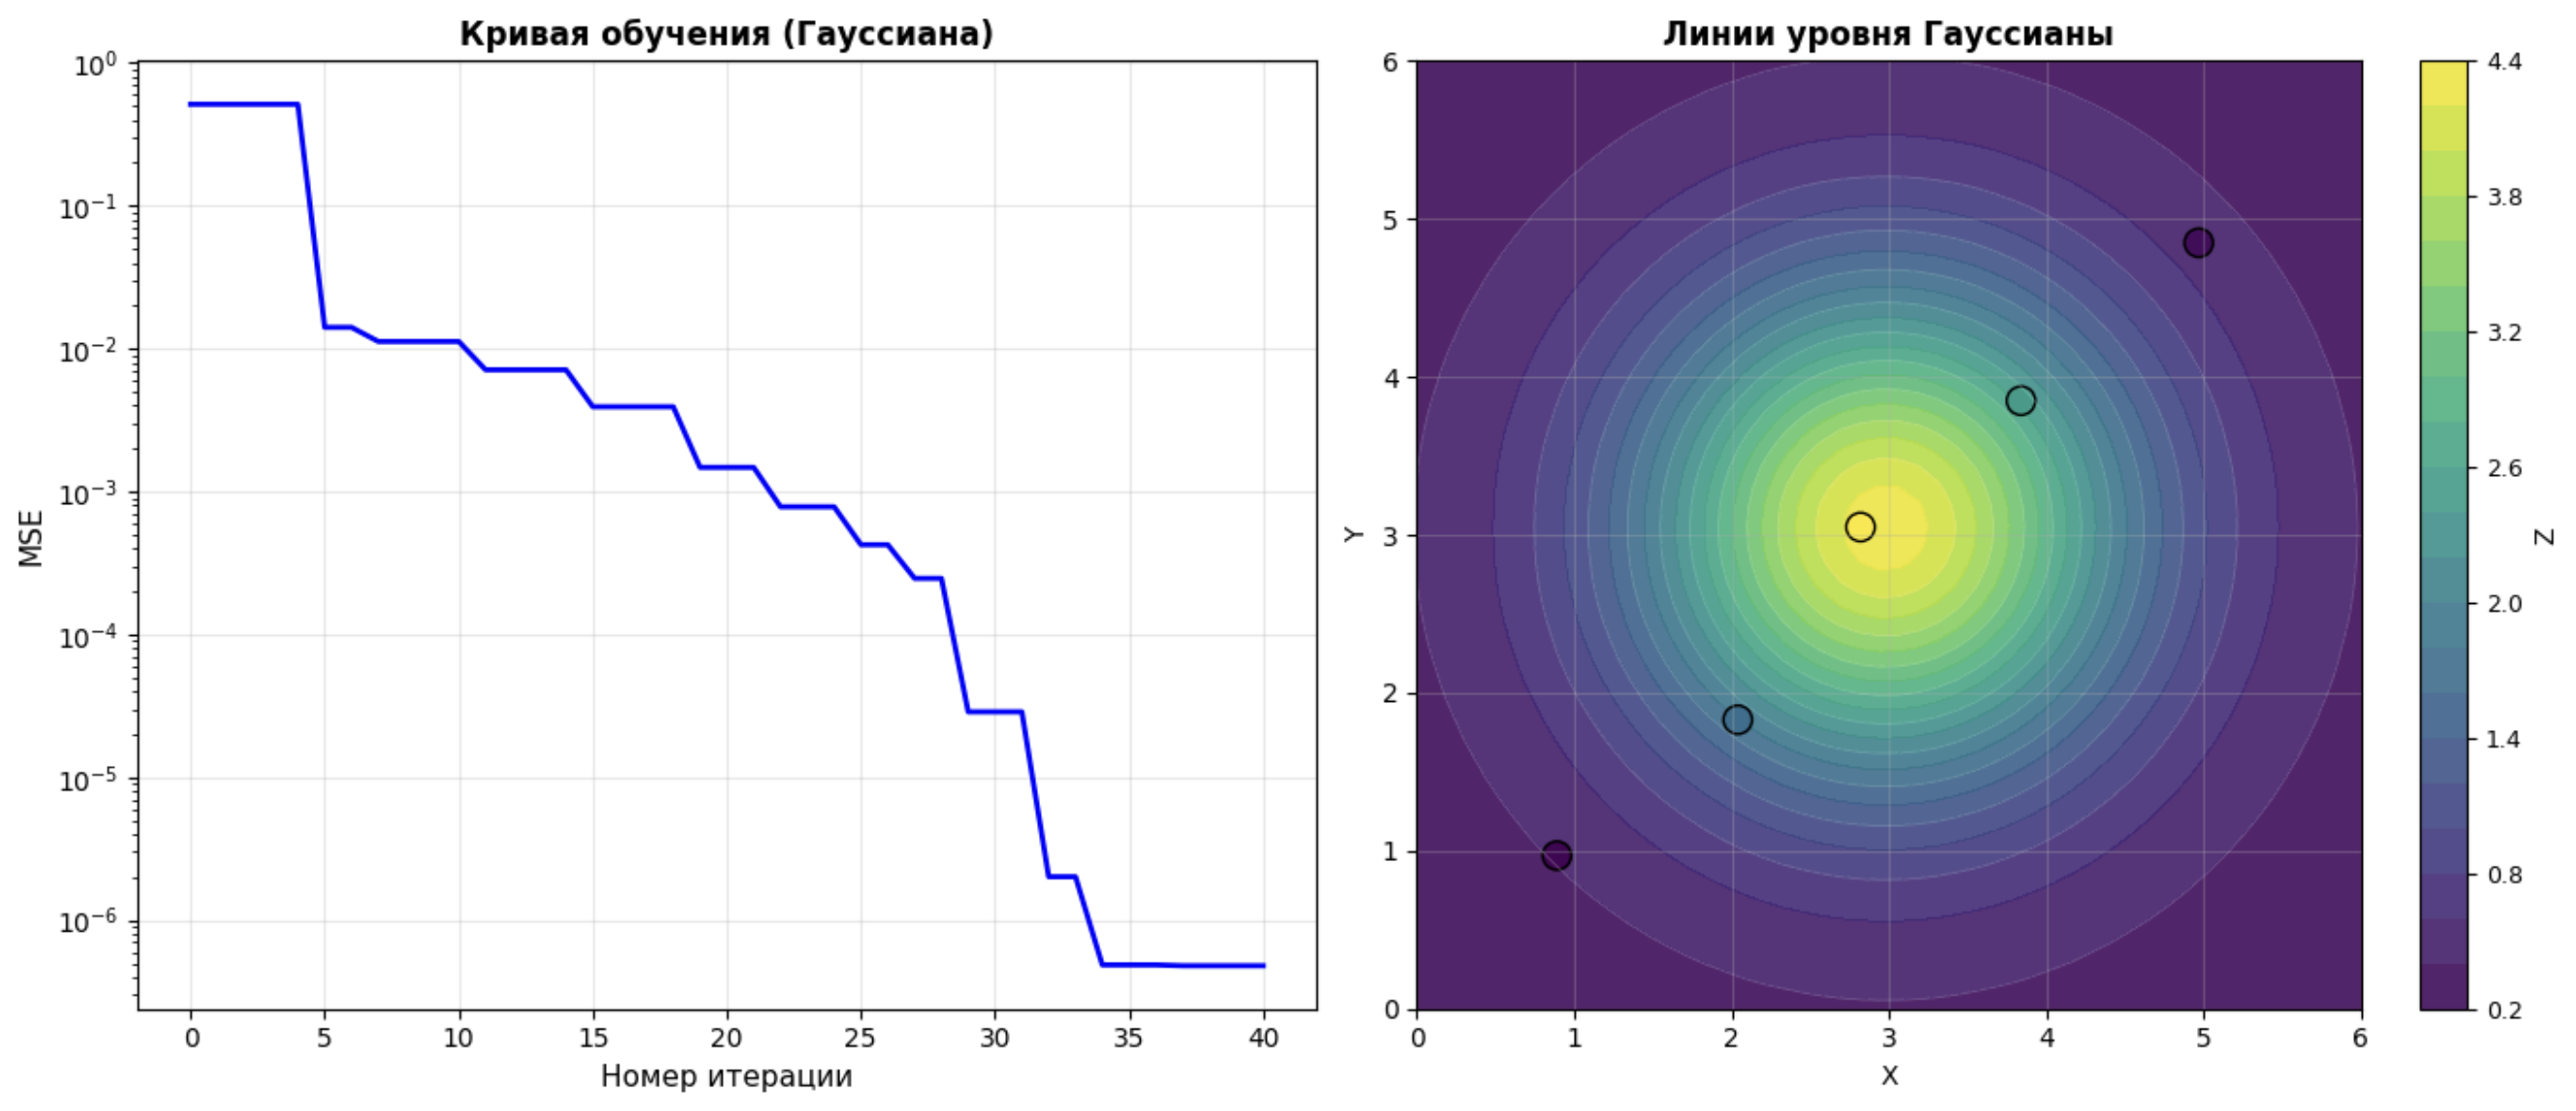 Кривая обучения (Гауссиана)
10⁰
10⁻¹
10⁻²
10⁻³
10⁻⁴
10⁻⁵
10⁻⁶
MSE
0 5 10 15 20 25 30 35 40
Номер итерации
Линии уровня Гауссианы
6
5
4
3
2
1
0
Y
0 1 2 3 4 5 6
X
4.4
3.8
3.2
2.6
2.0
1.4
0.8
0.2
Z